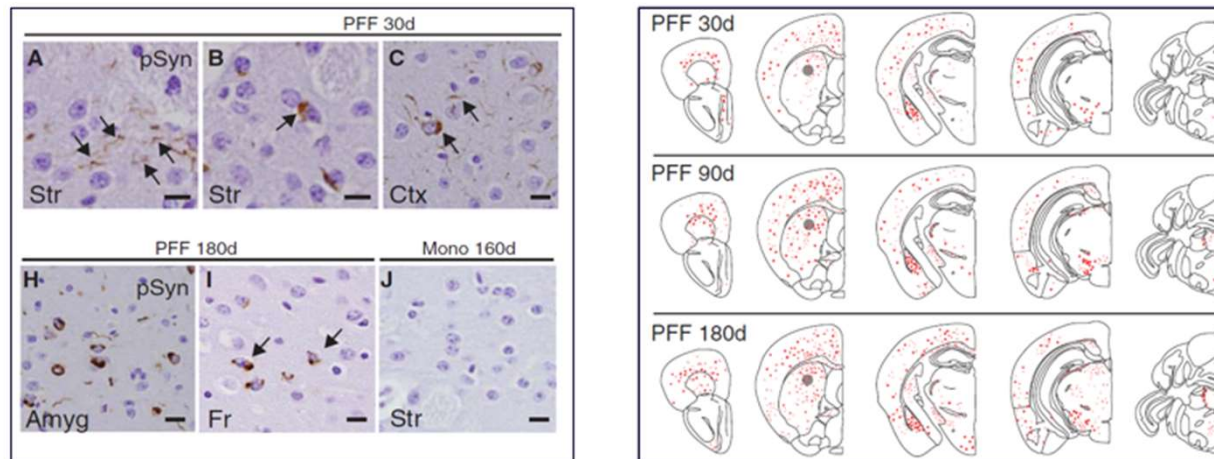 PFF 30d
A
pSyn
B
C
Str
Str
Ctx
PFF 180d
Mono 160d
H
pSyn
I
J
Amyg
Fr
Str
PFF 30d
PFF 90d
PFF 180d